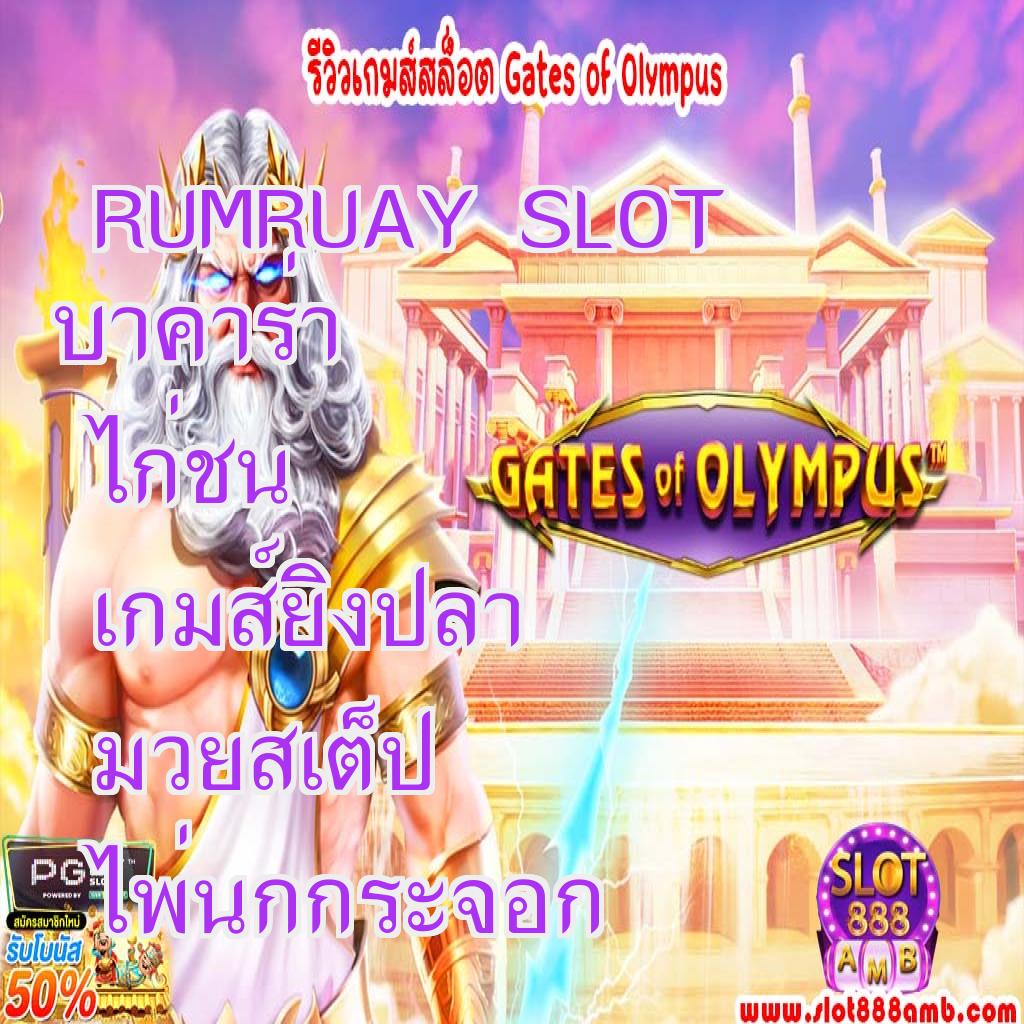 รีวิวเกมส์สล็อต Gates of Olympus
RUMRUAY SLOT
บาคาร่า
ไก่ชน
GATES of OLYMPUS™
เกมส์ยิงปลา
มวยสเต็ป
ไพ่นกกระจอก
PG
POWERED BY
สมัครสมาชิกใหม่
รับโบนัส
50%
SLOT
888
AMB
www.slot888amb.com